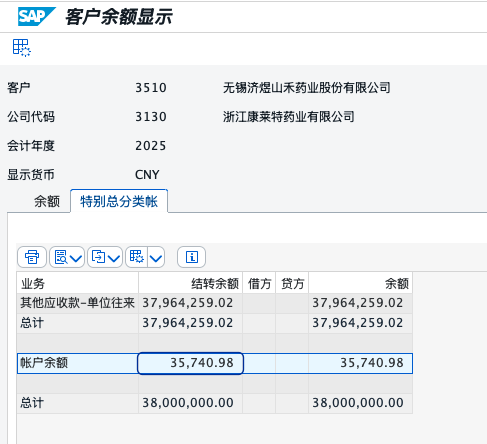 SAP 客户余额显示
客户 3510 无锡济煜山禾药业股份有限公司
公司代码 3130 浙江康莱特药业有限公司
会计年度 2025
显示货币 CNY
余额 特别总分类帐
业务 结转余额 借方 贷方 余额
其他应收款-单位往来 37,964,259.02 37,964,259.02
总计 37,964,259.02 37,964,259.02
帐户余额 35,740.98 35,740.98
总计 38,000,000.00 38,000,000.00